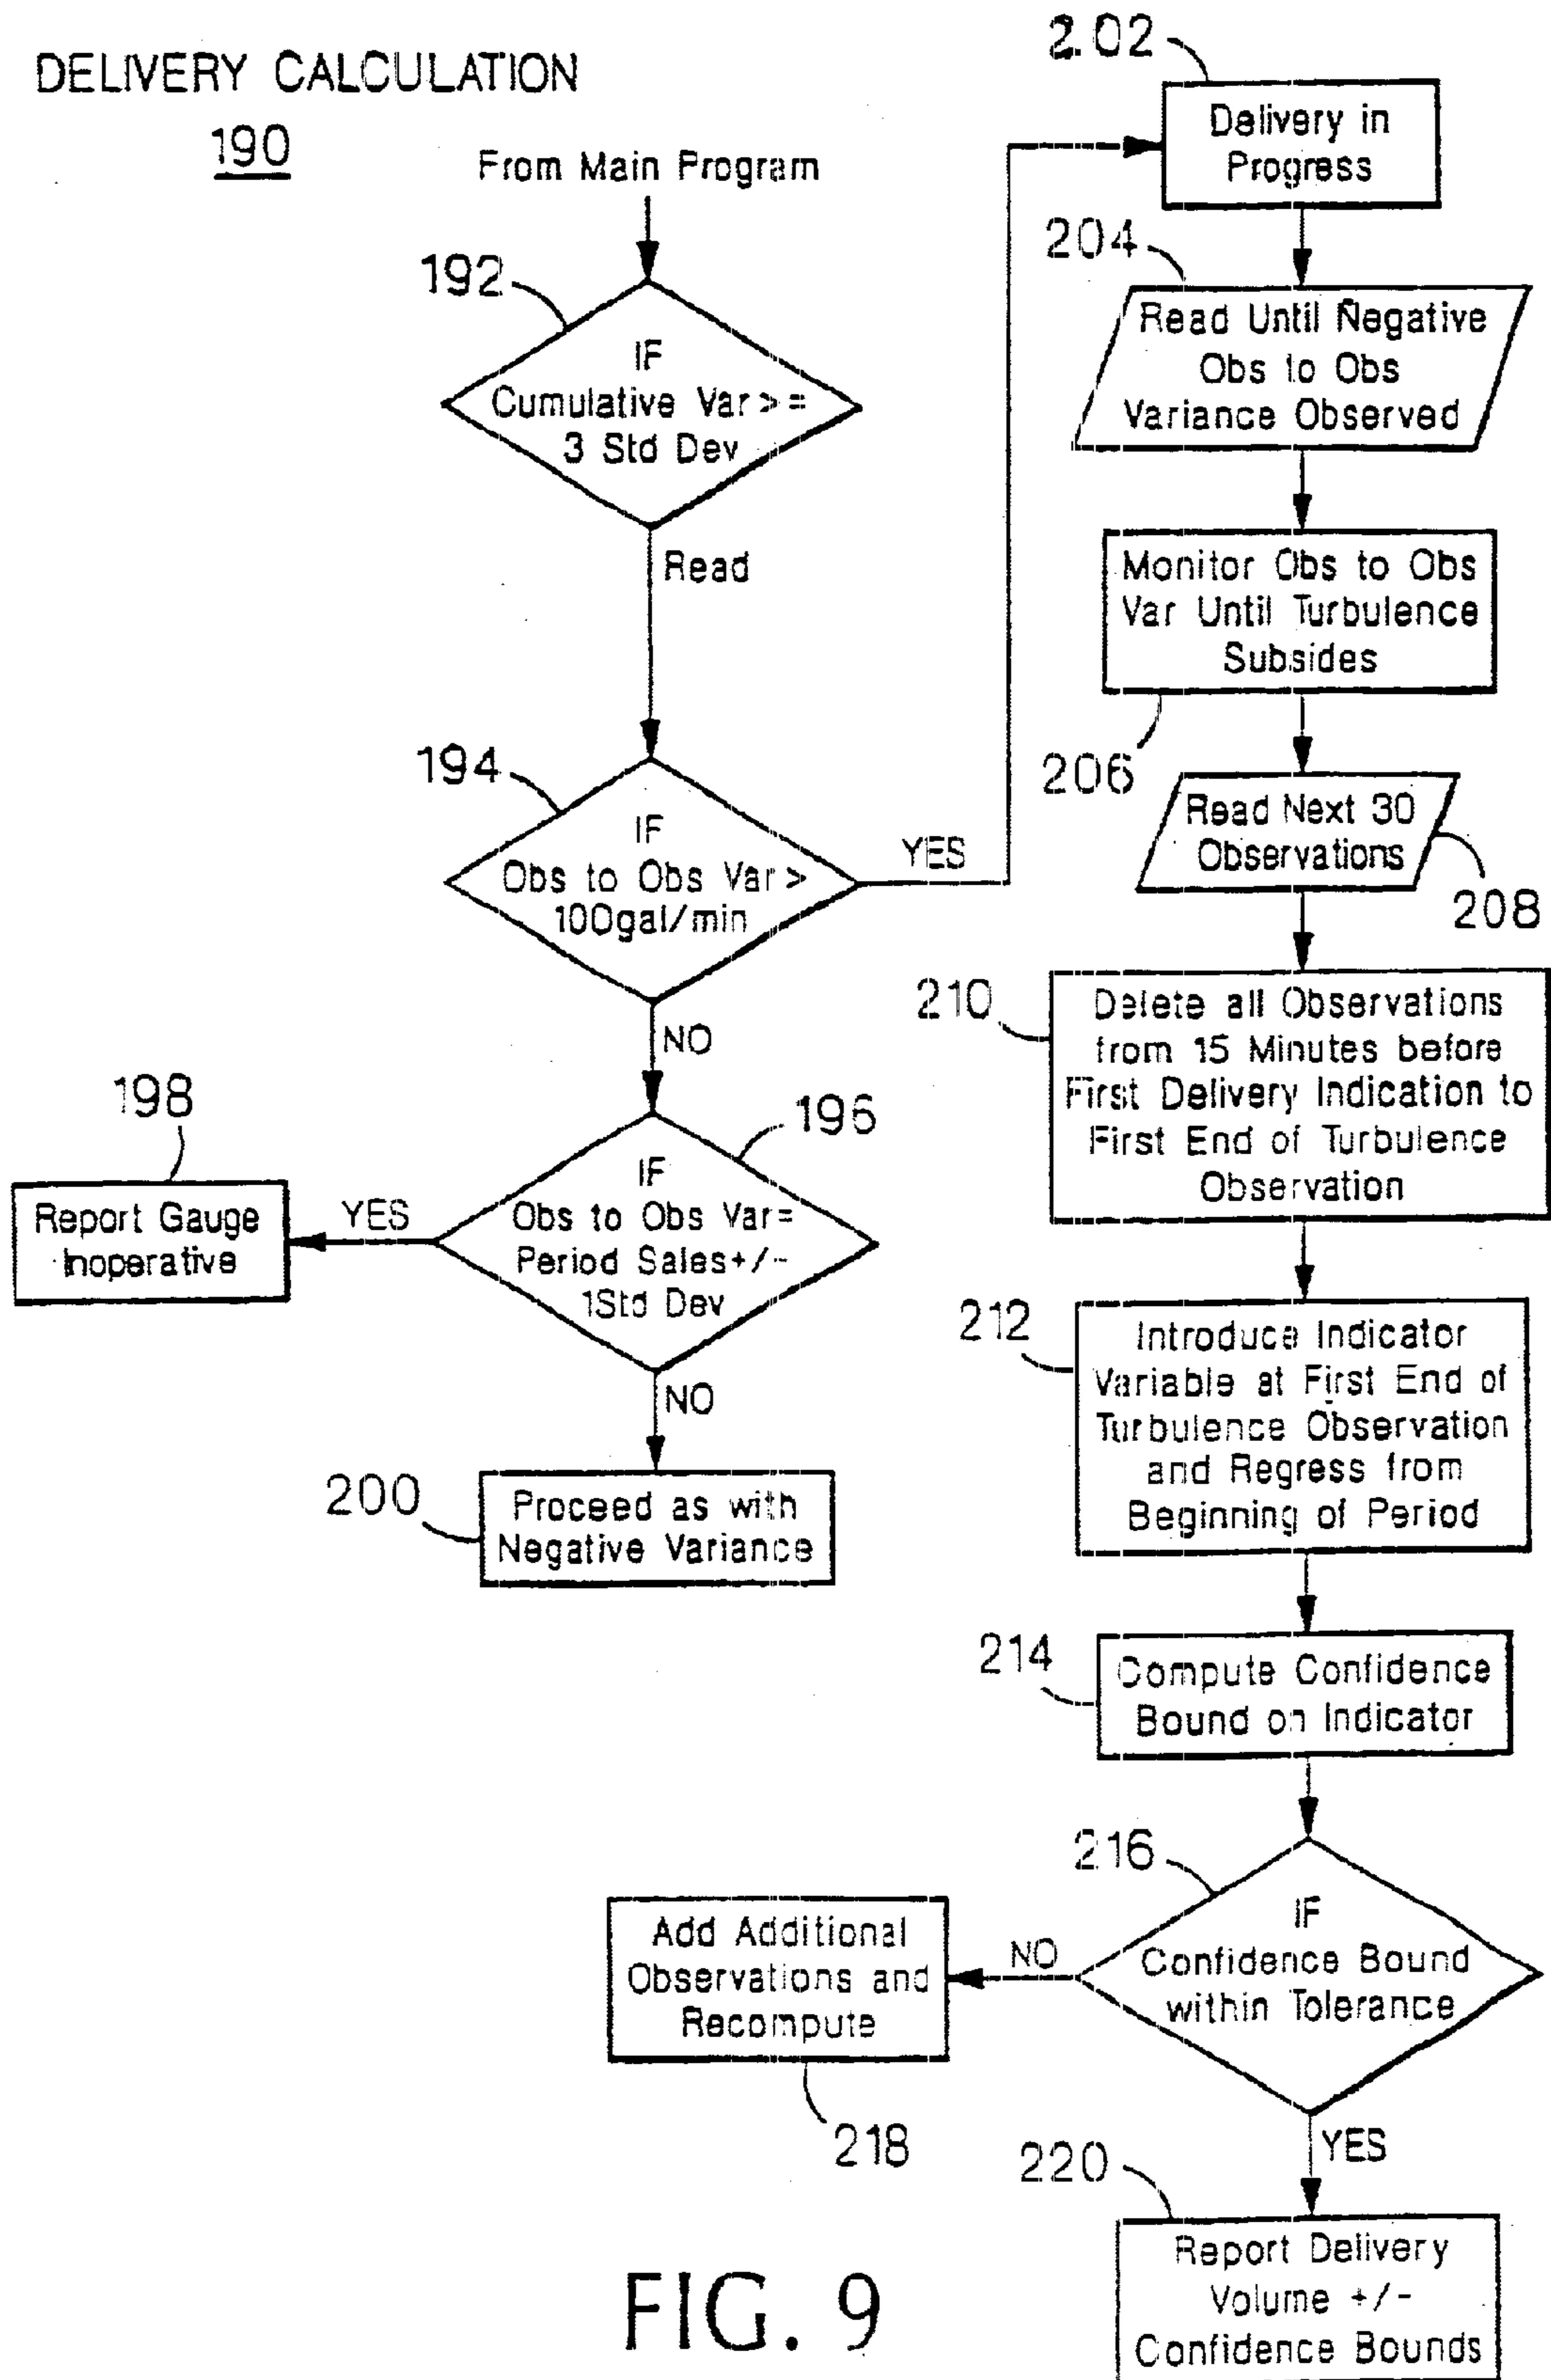 DELIVERY CALCULATION
190
From Main Program
192
IF
Cumulative Var >=
3 Std Dev
Read
194
IF
Obs to Obs Var >
100gal/min
YES
NO
196
IF
Obs to Obs Var=
Period Sales+/-
1Std Dev
YES
198
Report Gauge
Inoperative
NO
200
Proceed as with
Negative Variance
2.02
Delivery in
Progress
204
Read Until Negative
Obs to Obs
Variance Observed
Monitor Obs to Obs
Var Until Turbulence
Subsides
206
Read Next 30
Observations
208
210
Delete all Observations
from 15 Minutes before
First Delivery Indication to
First End of Turbulence
Observation
212
Introduce Indicator
Variable at First End of
Turbulence Observation
and Regress from
Beginning of Period
214
Compute Confidence
Bound on Indicator
216
IF
Confidence Bound
within Tolerance
NO
Add Additional
Observations and
Recompute
218
YES
220
Report Delivery
Volume +/-
Confidence Bounds
FIG. 9